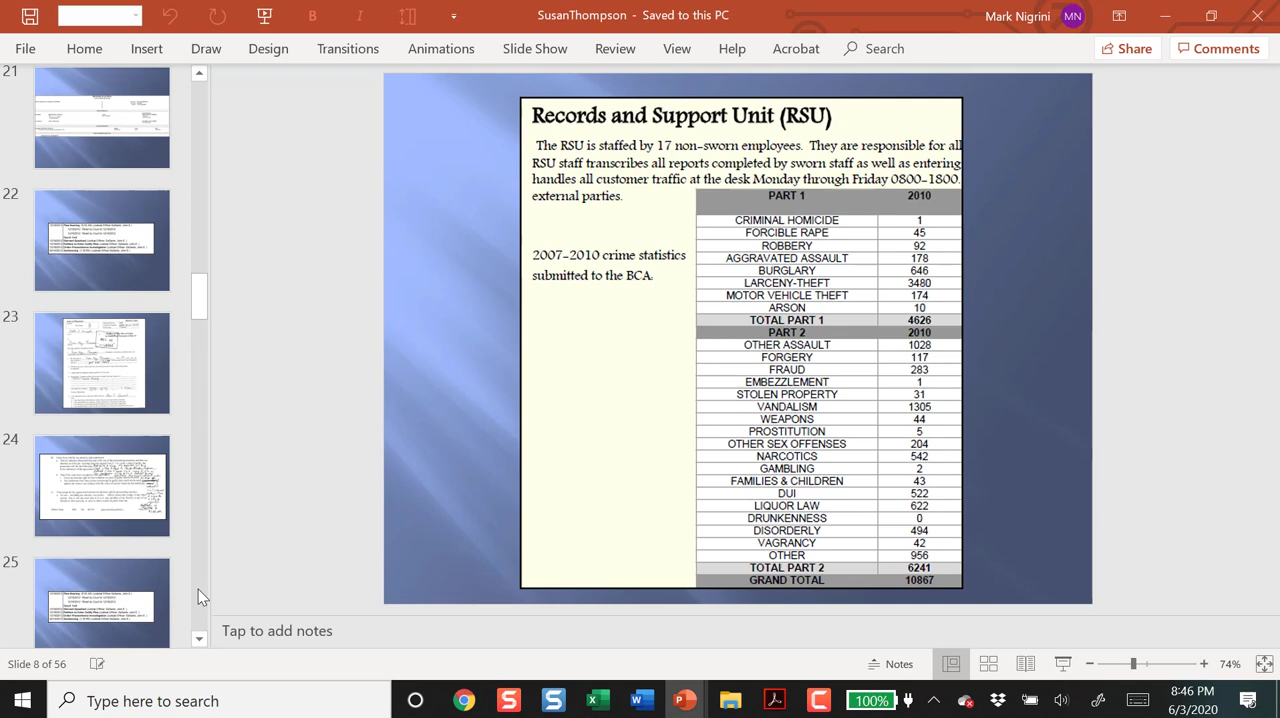 SusanThompson - Saved to this PC
Mark Nigrini
MN
File
Home
Insert
Draw
Design
Transitions
Animations
Slide Show
Review
View
Help
Acrobat
Search
Share
Comments
21
22
23
24
25
Records and Support Unit (RSU)
The RSU is staffed by 17 non-sworn employees. They are responsible for all
RSU staff transcribes all reports completed by sworn staff as well as entering
handles all customer traffic at the desk Monday through Friday 0800-1800.
external parties.
2007-2010 crime statistics
submitted to the BCA.
PART 1 2010
CRIMINAL HOMICIDE 1
FORCIBLE RAPE 45
ROBBERY 92
AGGRAVATED ASSAULT 178
BURGLARY 646
LARCENY-THEFT 3480
MOTOR VEHICLE THEFT 174
ARSON 10
TOTAL PART 1 4626
PART 2 2010
OTHER ASSAULT 1028
FORGERY 117
FRAUD 283
EMBEZZLEMENT 1
STOLEN PROPERTY 31
VANDALISM 1305
WEAPONS 44
PROSTITUTION 5
OTHER SEX OFFENSES 204
NARCOTICS 542
GAMBLING 2
FAMILIES & CHILDREN 43
DUI 522
LIQUOR LAW 622
DRUNKENNESS 0
DISORDERLY 494
VAGRANCY 42
OTHER 956
TOTAL PART 2 6241
GRAND TOTAL 10867
Tap to add notes
Slide 8 of 56
Notes
74%
Type here to search
100%
8:46 PM
6/3/2020